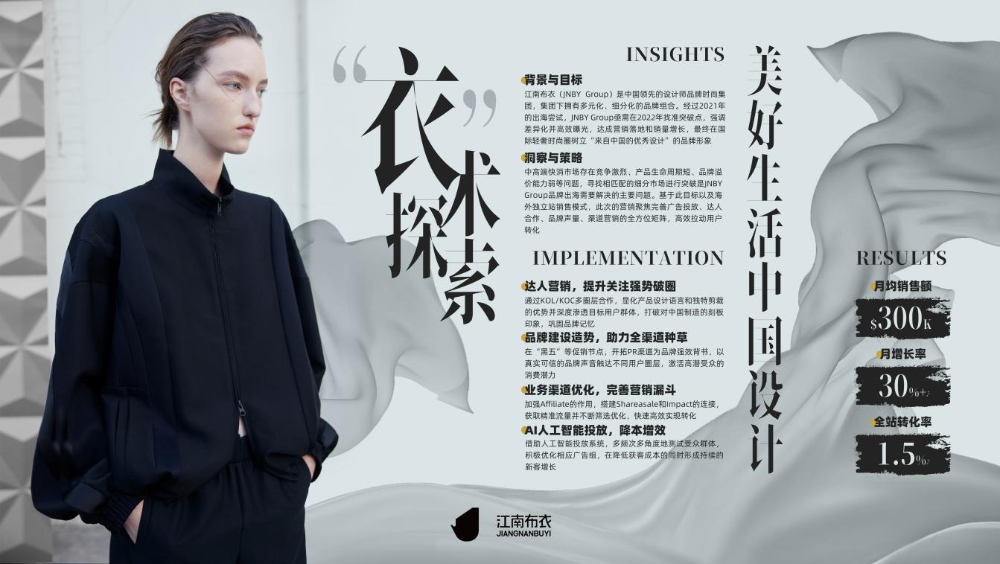 “衣”
术
探
索
INSIGHTS
背景与目标
江南布衣（JNBY Group）是中国领先的设计师品牌时尚集
团，集团下拥有多元化、细分化的品牌组合。经过2021年
的出海尝试，JNBY Group亟需在2022年找准突破点，强调
差异化并高效曝光，达成营销落地和销量增长，最终在国
际轻奢时尚圈树立“来自中国的优秀设计”的品牌形象
洞察与策略
中高端快消市场存在竞争激烈、产品生命周期短、品牌溢
价能力弱等问题，寻找相匹配的细分市场进行突破是JNBY
Group品牌出海需要解决的主要问题。基于此目标以及海
外独立站销售模式，此次的营销聚焦完善广告投放、达人
合作、品牌声量、渠道营销的全方位矩阵，高效拉动用户
转化
IMPLEMENTATION
达人营销，提升关注强势破圈
通过KOL/KOC多圈层合作，显化产品设计语言和独特剪裁
的优势并深度渗透目标用户群体，打破对中国制造的刻板
印象，巩固品牌记忆
品牌建设造势，助力全渠道种草
在“黑五”等促销节点，开拓PR渠道为品牌强效背书，以
真实可信的品牌声音触达不同用户圈层，激活高潜受众的
消费潜力
业务渠道优化，完善营销漏斗
加强Affiliate的作用，搭建Shareasale和Impact的连接，
获取精准流量并不断筛选优化，快速高效实现转化
AI人工智能投放，降本增效
借助人工智能投放系统，多频次多角度地测试受众群体，
积极优化相应广告组，在降低获客成本的同时形成持续的
新客增长
美好生活中国设计
RESULTS
月均销售额
$300K
月增长率
30%+
全站转化率
1.5%
江南布衣
JIANGNANBUYI